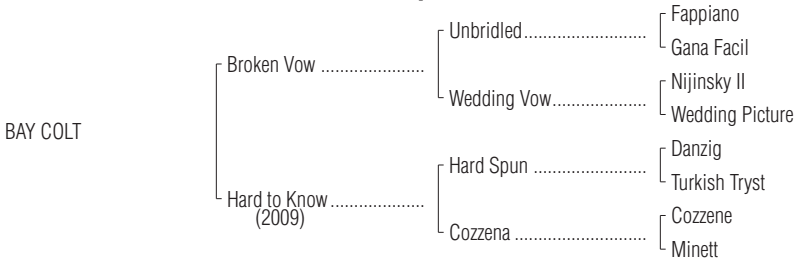 Fappiano
Unbridled..........................
Gana Facil
Broken Vow ......................
Nijinsky II
Wedding Vow....................
Wedding Picture
BAY COLT
Danzig
Hard Spun ........................
Turkish Tryst
Hard to Know....................
(2009)
Cozzene
Cozzena ............................
Minett